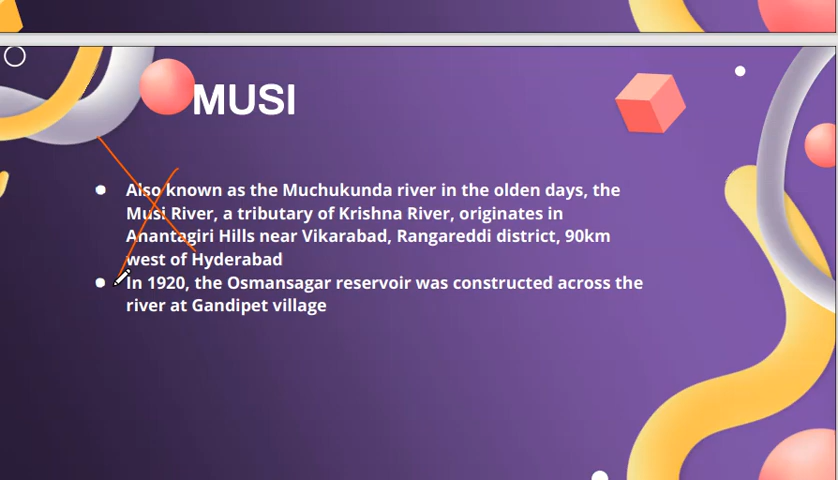 MUSI
• Also known as the Muchukunda river in the olden days, the
Musi River, a tributary of Krishna River, originates in
Anantagiri Hills near Vikarabad, Rangareddi district, 90km
west of Hyderabad
• In 1920, the Osmansagar reservoir was constructed across the
river at Gandipet village